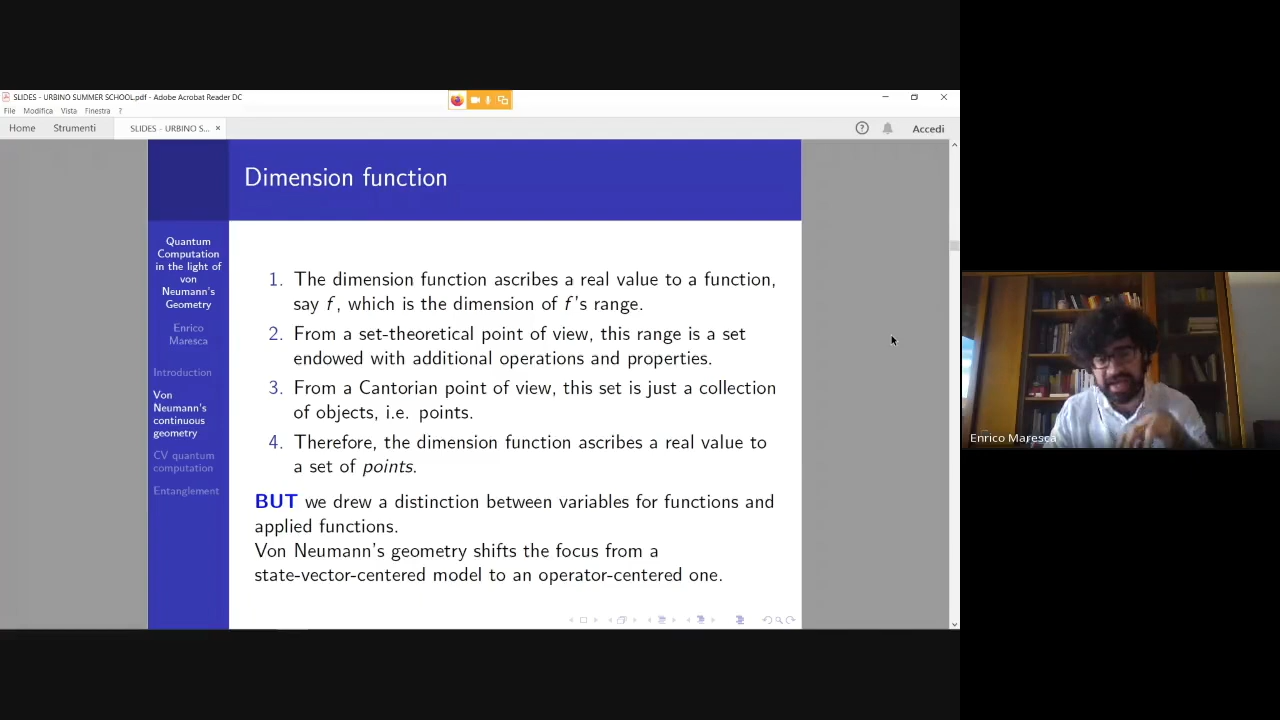 SLIDES - URBINO SUMMER SCHOOL.pdf - Adobe Acrobat Reader DC
File Modifica Vista Finestra ?
Home Strumenti SLIDES - URBINO S... × Accedi
Dimension function
Quantum
Computation
in the light of
von
Neumann's
Geometry
Enrico
Maresca
Introduction
Von
Neumann's
continuous
geometry
CV quantum
computation
Entanglement
1. The dimension function ascribes a real value to a function,
say f, which is the dimension of f's range.
2. From a set-theoretical point of view, this range is a set
endowed with additional operations and properties.
3. From a Cantorian point of view, this set is just a collection
of objects, i.e. points.
4. Therefore, the dimension function ascribes a real value to
a set of points.
BUT we drew a distinction between variables for functions and
applied functions.
Von Neumann's geometry shifts the focus from a
state-vector-centered model to an operator-centered one.
Enrico Maresca